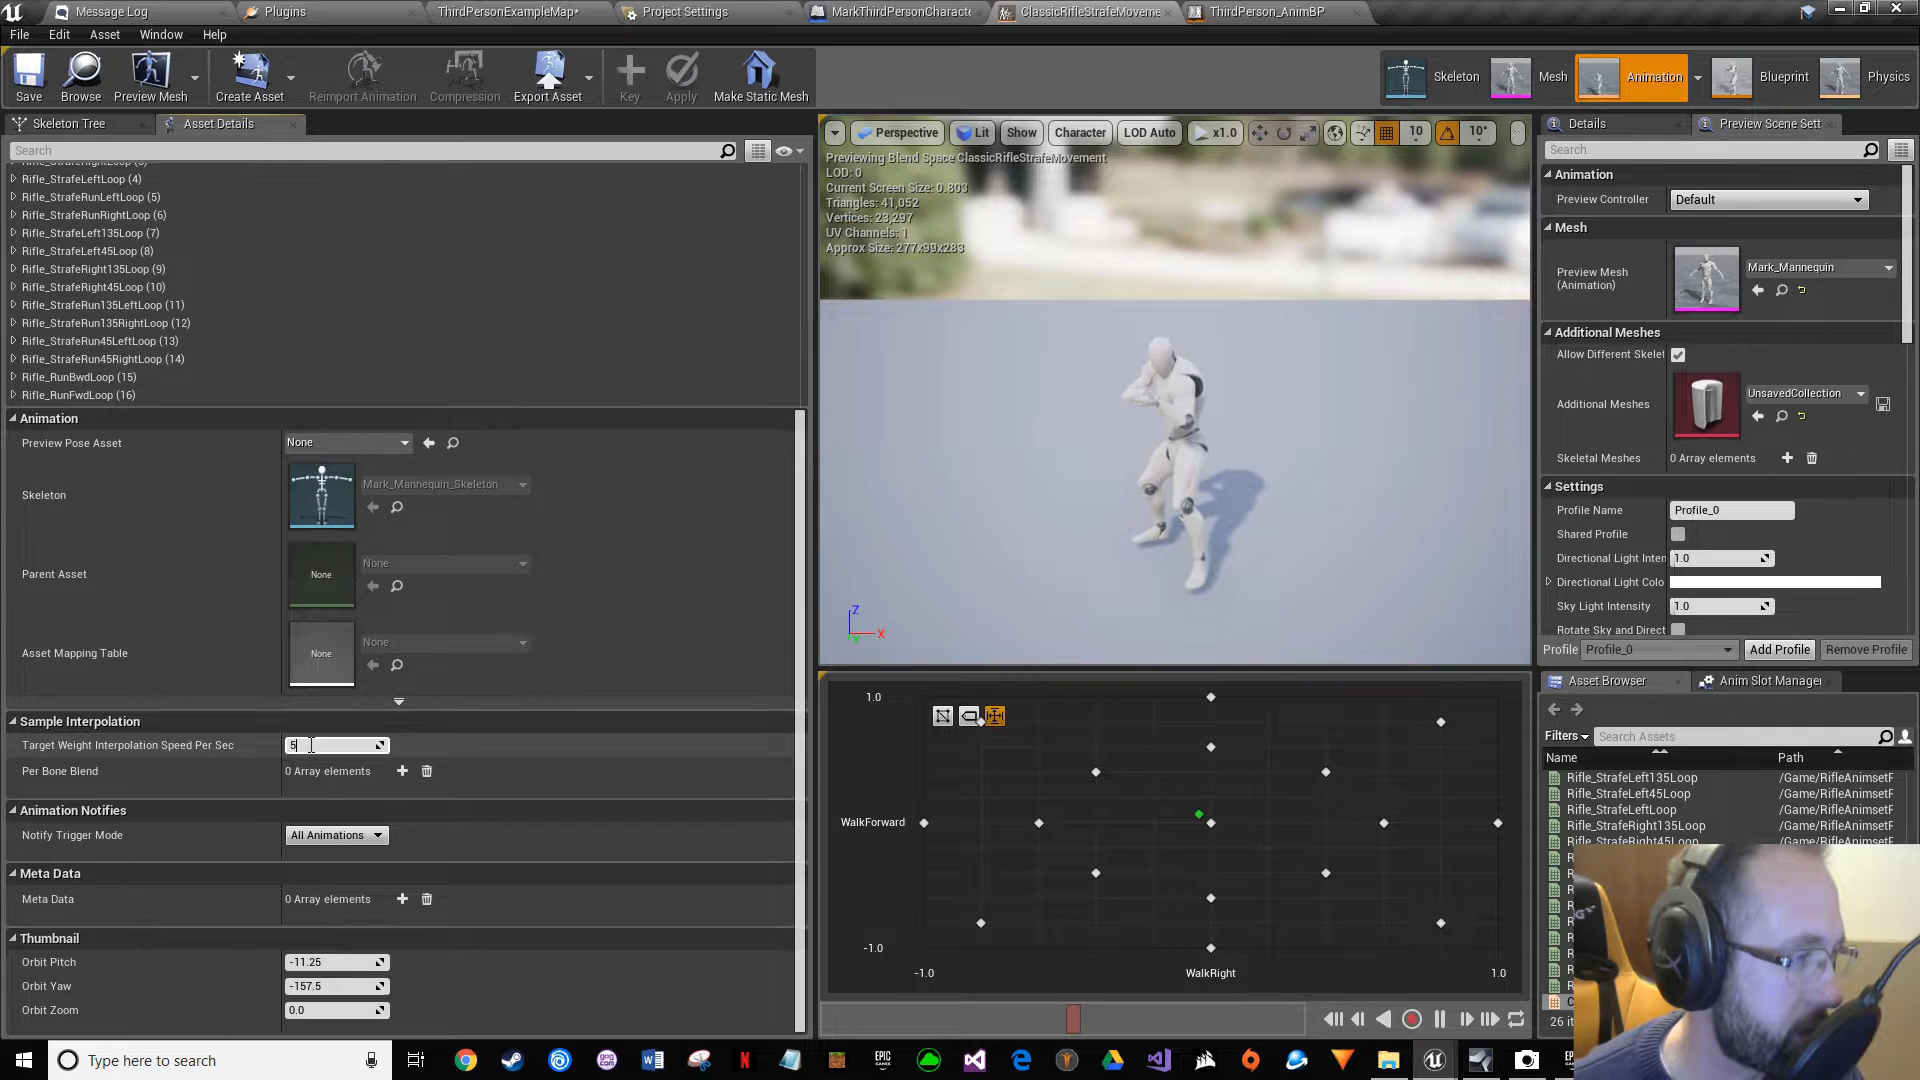 Message Log
Plugins
ThirdPersonExampleMap*
Project Settings
MarkThirdPersonCharacte
ClassicRifleStrafeMoveme
ThirdPerson_AnimBP
File Edit Asset Window Help
Save
Browse
Preview Mesh
Create Asset
Reimport Animation
Compression
Export Asset
Key
Apply
Make Static Mesh
Skeleton
Mesh
Animation
Blueprint
Physics
Skeleton Tree
Asset Details
Search
Rifle_StrafeLeftLoop (4)
Rifle_StrafeRunLeftLoop (5)
Rifle_StrafeRunRightLoop (6)
Rifle_StrafeLeft135Loop (7)
Rifle_StrafeLeft45Loop (8)
Rifle_StrafeRight135Loop (9)
Rifle_StrafeRight45Loop (10)
Rifle_StrafeRun135LeftLoop (11)
Rifle_StrafeRun135RightLoop (12)
Rifle_StrafeRun45LeftLoop (13)
Rifle_StrafeRun45RightLoop (14)
Rifle_RunBwdLoop (15)
Rifle_RunFwdLoop (16)
Animation
Preview Pose Asset None
Skeleton Mark_Mannequin_Skeleton
Parent Asset None None
Asset Mapping Table None None
Sample Interpolation
Target Weight Interpolation Speed Per Sec 5
Per Bone Blend 0 Array elements
Animation Notifies
Notify Trigger Mode All Animations
Meta Data
Meta Data 0 Array elements
Thumbnail
Orbit Pitch -11.25
Orbit Yaw -157.5
Orbit Zoom 0.0
Perspective Lit Show Character LOD Auto x1.0 10 10°
Previewing Blend Space ClassicRifleStrafeMovement
LOD: 0
Current Screen Size: 0.803
Triangles: 41,052
Vertices: 23,297
UV Channels: 1
Approx Size: 277x99x283
Z
X
Y
1.0
WalkForward
-1.0
-1.0 WalkRight 1.0
Details
Preview Scene Sett
Search
Animation
Preview Controller Default
Mesh
Preview Mesh
(Animation)
Mark_Mannequin
Additional Meshes
Allow Different Skelet
Additional Meshes UnsavedCollection
Skeletal Meshes 0 Array elements
Settings
Profile Name Profile_0
Shared Profile
Directional Light Inten 1.0
Directional Light Colo
Sky Light Intensity 1.0
Rotate Sky and Direct
Profile Profile_0 Add Profile Remove Profile
Asset Browser
Anim Slot Manager
Filters Search Assets
Name Path
Rifle_StrafeLeft135Loop /Game/RifleAnimsetF
Rifle_StrafeLeft45Loop /Game/RifleAnimsetF
Rifle_StrafeLeftLoop /Game/RifleAnimsetF
Rifle_StrafeRight135Loop /Game/RifleAnimsetF
Rifle_StrafeRight45Loop /Game/RifleAnimsetF
26 it
Type here to search